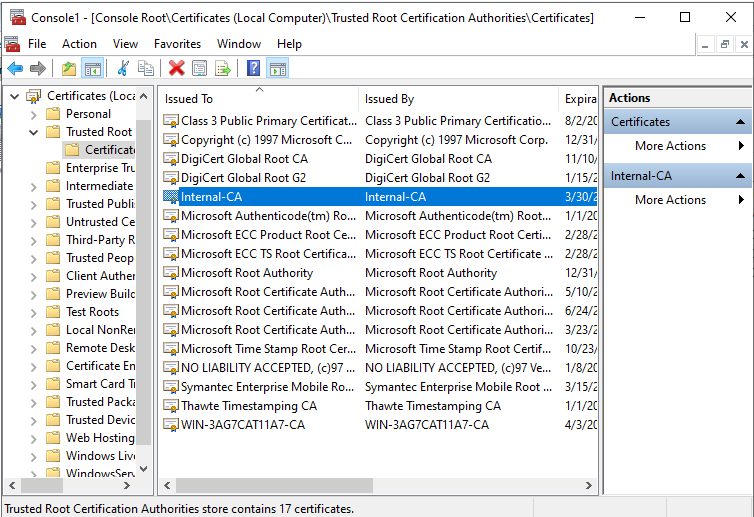 Console1 - [Console Root\Certificates (Local Computer)\Trusted Root Certification Authorities\Certificates]
File Action View Favorites Window Help
Certificates (Loca
Personal
Trusted Root
Certificate
Enterprise Tru
Intermediate
Trusted Publi
Untrusted Ce
Third-Party R
Trusted Peop
Client Auther
Preview Build
Test Roots
Local NonRer
Remote Desk
Certificate En
Smart Card Ti
Trusted Packa
Trusted Devic
Web Hosting
Windows Live
WindowsServ
Issued To Issued By Expira
Class 3 Public Primary Certificat... Class 3 Public Primary Certificatio... 8/2/20
Copyright (c) 1997 Microsoft C... Copyright (c) 1997 Microsoft Corp. 12/31/
DigiCert Global Root CA DigiCert Global Root CA 11/10/
DigiCert Global Root G2 DigiCert Global Root G2 1/15/2
Internal-CA Internal-CA 3/30/2
Microsoft Authenticode(tm) Ro... Microsoft Authenticode(tm) Root... 1/1/20
Microsoft ECC Product Root Ce... Microsoft ECC Product Root Certifi... 2/28/2
Microsoft ECC TS Root Certifica... Microsoft ECC TS Root Certificate ... 2/28/2
Microsoft Root Authority Microsoft Root Authority 12/31/
Microsoft Root Certificate Auth... Microsoft Root Certificate Authori... 5/10/2
Microsoft Root Certificate Auth... Microsoft Root Certificate Authori... 6/24/2
Microsoft Root Certificate Auth... Microsoft Root Certificate Authori... 3/23/2
Microsoft Time Stamp Root Cer... Microsoft Time Stamp Root Certif... 10/23/
NO LIABILITY ACCEPTED, (c)97 ... NO LIABILITY ACCEPTED, (c)97 Ve... 1/8/20
Symantec Enterprise Mobile Ro... Symantec Enterprise Mobile Root ... 3/15/2
Thawte Timestamping CA Thawte Timestamping CA 1/1/20
WIN-3AG7CAT11A7-CA WIN-3AG7CAT11A7-CA 4/3/20
Actions
Certificates
More Actions
Internal-CA
More Actions
Trusted Root Certification Authorities store contains 17 certificates.